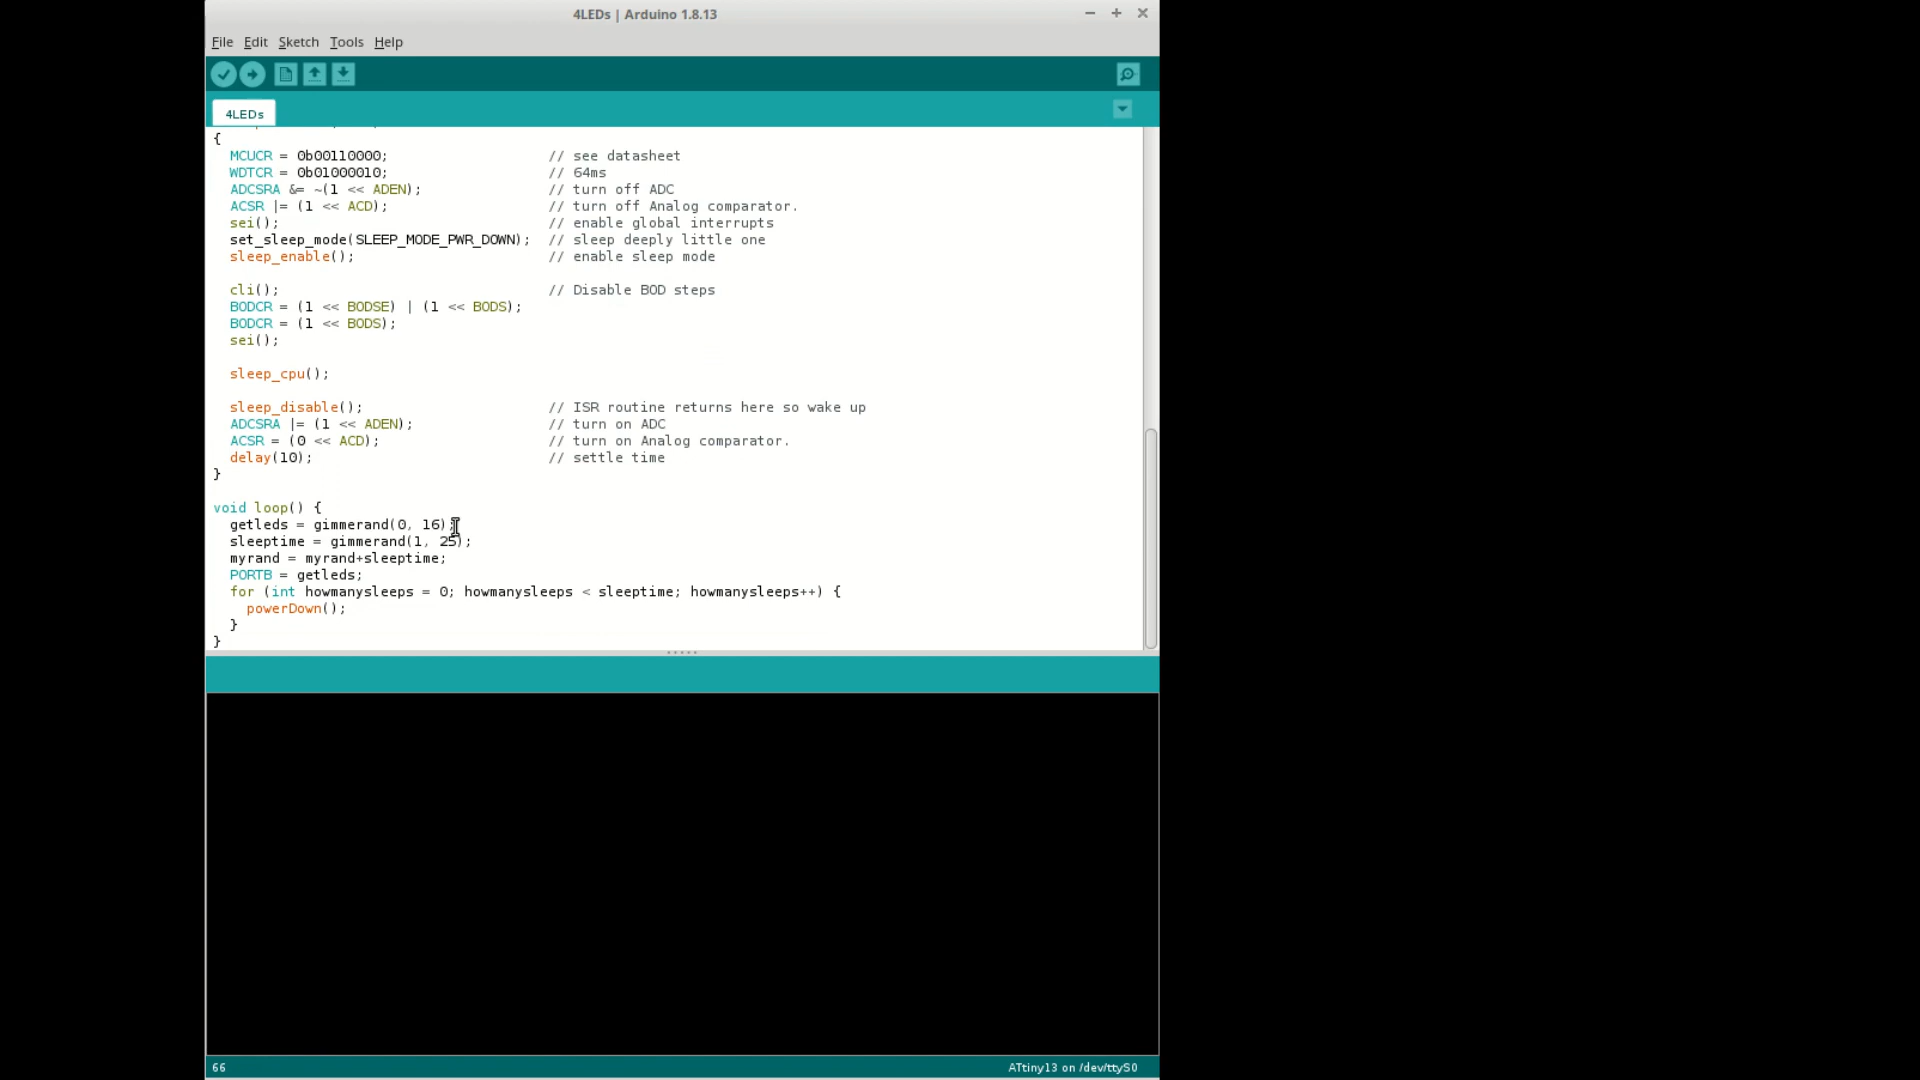 4LEDs | Arduino 1.8.13
File Edit Sketch Tools Help
4LEDs
{
MCUCR = 0b00110000; // see datasheet
WDTCR = 0b01000010; // 64ms
ADCSRA &= ~(1 << ADEN); // turn off ADC
ACSR |= (1 << ACD); // turn off Analog comparator.
sei(); // enable global interrupts
set_sleep_mode(SLEEP_MODE_PWR_DOWN); // sleep deeply little one
sleep_enable(); // enable sleep mode
cli(); // Disable BOD steps
BODCR = (1 << BODSE) | (1 << BODS);
BODCR = (1 << BODS);
sei();
sleep_cpu();
sleep_disable(); // ISR routine returns here so wake up
ADCSRA |= (1 << ADEN); // turn on ADC
ACSR = (0 << ACD); // turn on Analog comparator.
delay(10); // settle time
}
void loop() {
getleds = gimmerand(0, 16);
sleeptime = gimmerand(1, 25);
myrand = myrand+sleeptime;
PORTB = getleds;
for (int howmanysleeps = 0; howmanysleeps < sleeptime; howmanysleeps++) {
powerDown();
}
}
66
ATtiny13 on /dev/ttyS0